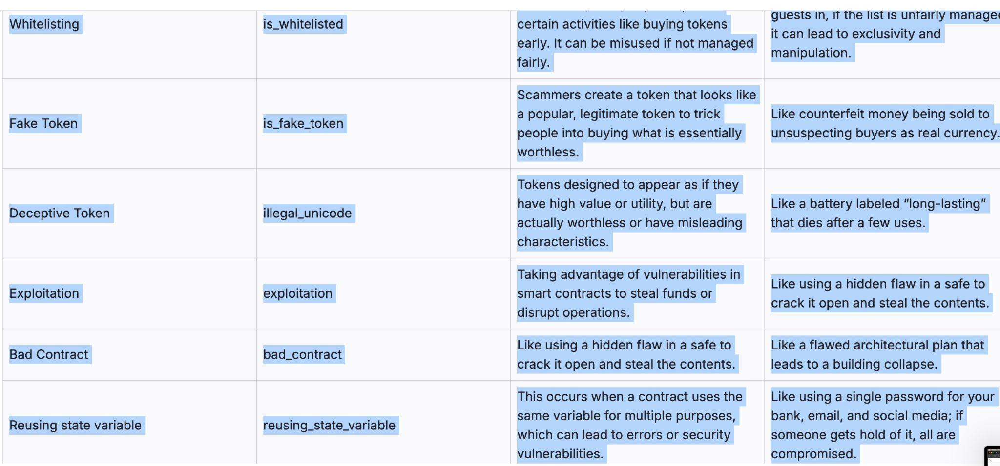 Whitelisting
is_whitelisted
certain activities like buying tokens
early. It can be misused if not managed
fairly.
guests in, if the list is unfairly managed
it can lead to exclusivity and
manipulation.
Fake Token
is_fake_token
Scammers create a token that looks like
a popular, legitimate token to trick
people into buying what is essentially
worthless.
Like counterfeit money being sold to
unsuspecting buyers as real currency.
Deceptive Token
illegal_unicode
Tokens designed to appear as if they
have high value or utility, but are
actually worthless or have misleading
characteristics.
Like a battery labeled “long-lasting”
that dies after a few uses.
Exploitation
exploitation
Taking advantage of vulnerabilities in
smart contracts to steal funds or
disrupt operations.
Like using a hidden flaw in a safe to
crack it open and steal the contents.
Bad Contract
bad_contract
Like using a hidden flaw in a safe to
crack it open and steal the contents.
Like a flawed architectural plan that
leads to a building collapse.
Reusing state variable
reusing_state_variable
This occurs when a contract uses the
same variable for multiple purposes,
which can lead to errors or security
vulnerabilities.
Like using a single password for your
bank, email, and social media; if
someone gets hold of it, all are
compromised.